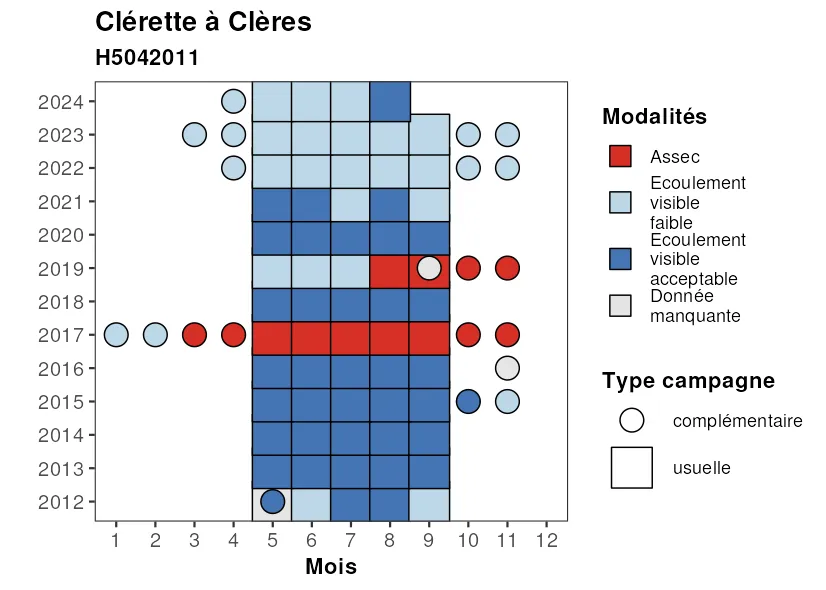 Clérette à Clères
H5042011
2024
2023
2022
2021
2020
2019
2018
2017
2016
2015
2014
2013
2012
1 2 3 4 5 6 7 8 9 10 11 12
Mois
Modalités
Assec
Ecoulement
visible
faible
Ecoulement
visible
acceptable
Donnée
manquante
Type campagne
complémentaire
usuelle